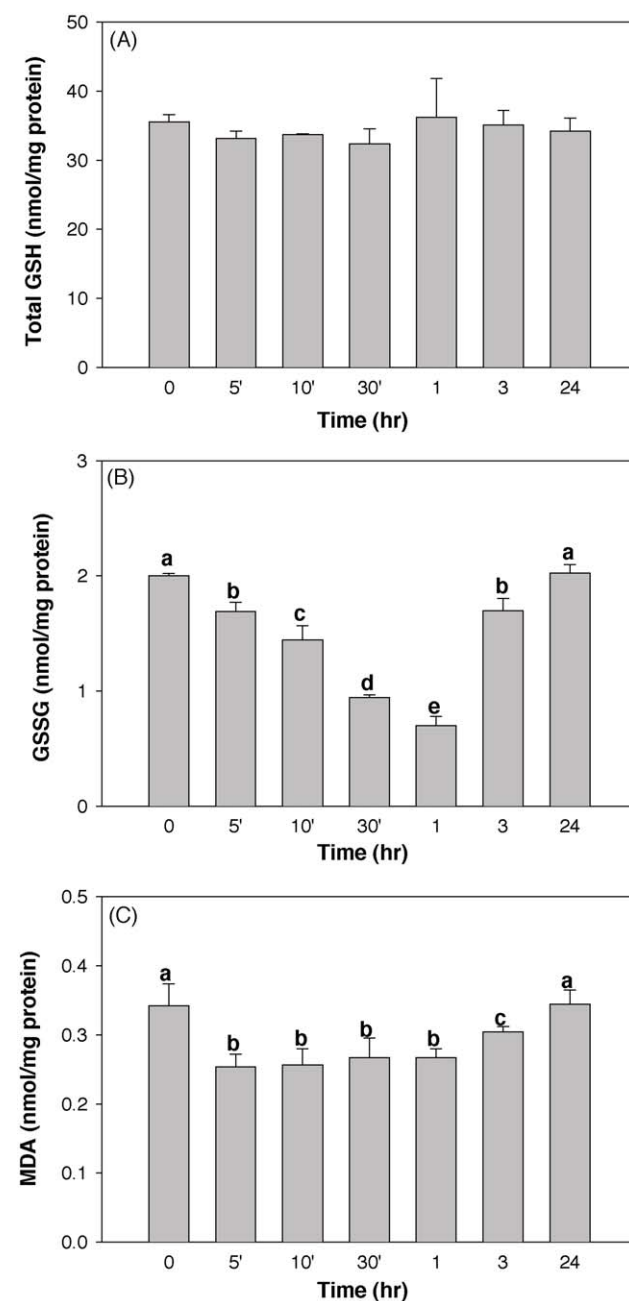 (A)
Total GSH (nmol/mg protein)
50
40
30
20
10
0
0 5' 10' 30' 1 3 24
Time (hr)
(B)
GSSG (nmol/mg protein)
3
2
1
0
a b c d e b a
0 5' 10' 30' 1 3 24
Time (hr)
(C)
MDA (nmol/mg protein)
0.5
0.4
0.3
0.2
0.1
0.0
a b b b b c a
0 5' 10' 30' 1 3 24
Time (hr)